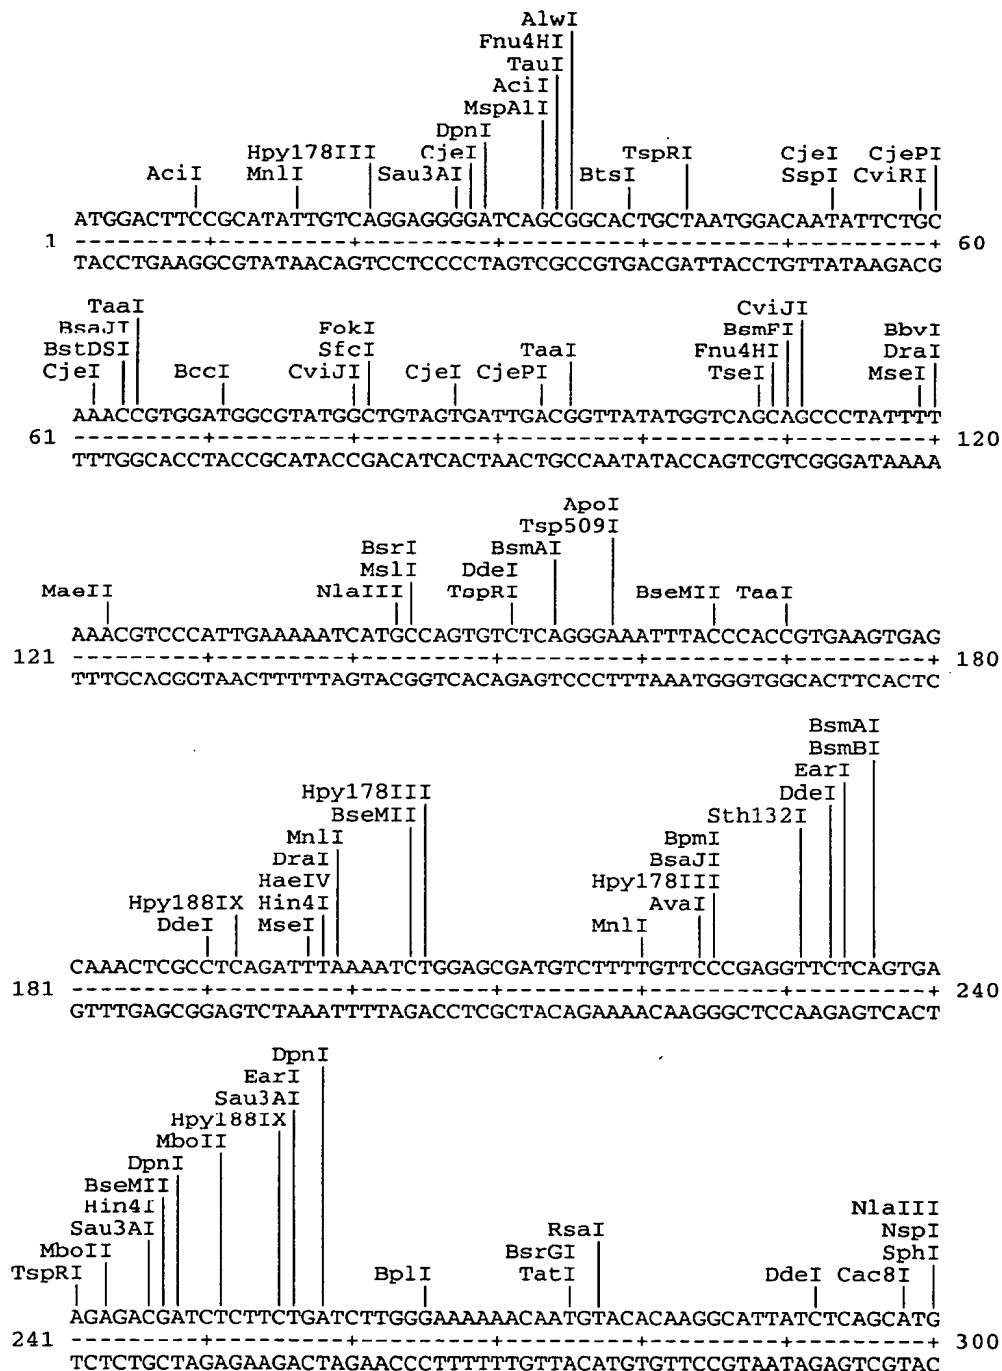 AlwI
Fnu4HI
TauI
AciI
MspA1I
DpnI
Hpy178III CjeI TspRI CjeI CjePI
AciI MnlI Sau3AI BtsI SspI CviRI
ATGGACTTCCGCATATTGTCAGGAGGGGATCAGCGGCACTGCTAATGGACAATATTCTGC
1 ---------+---------+---------+---------+---------+---------+ 60
TACCTGAAGGCGTATAACAGTCCTCCCCTAGTCGCCGTGACGATTACCTGTTATAAGACG
TaaI CviJI
BsaJI FokI BsmFI BbvI
BstDSI SfcI TaaI Fnu4HI DraI
CjeI BccI CviJI CjeI CjePI TseI MseI
AAACCGTGGATGGCGTATGGCTGTAGTGATTGACGGTTATATGGTCAGCAGCCCTATTTT
61 ---------+---------+---------+---------+---------+---------+ 120
TTTGGCACCTACCGCATACCGACATCACTAACTGCCAATATACCAGTCGTCGGGATAAAA
ApoI
Tsp509I
BsrI BsmAI
MslI DdeI
MaeII NlaIII TspRI BseMII TaaI
AAACGTCCCATTGAAAAATCATGCCAGTGTCTCAGGGAAATTTACCCACCGTGAAGTGAG
121 ---------+---------+---------+---------+---------+---------+ 180
TTTGCAGGGTAACTTTTTAGTACGGTCACAGAGTCCCTTTAAATGGGTGGCACTTCACTC
BsmAI
BsmBI
EarI
Hpy178III DdeI
BseMII Sth132I
MnlI BpmI
DraI BsaJI
HaeIV Hpy178III
Hpy188IX Hin4I AvaI
DdeI MseI MnlI
CAAACTCGCCTCAGATTTAAAATCTGGAGCGATGTCTTTTGTTCCCGAGGTTCTCAGTGA
181 ---------+---------+---------+---------+---------+---------+ 240
GTTTGAGCGGAGTCTAAATTTTAGACCTCGCTACAGAAAACAAGGGCTCCAAGAGTCACT
DpnI
EarI
Sau3AI
Hpy188IX
MboII
DpnI
BseMII
Hin4I NlaIII
Sau3AI RsaI NspI
MboII BsrGI SphI
TspRI BplI TatI DdeI Cac8I
AGAGACGATCTCTTCTGATCTTGGGAAAAAACAATGTACACAAGGCATTATCTCAGCATG
241 ---------+---------+---------+---------+---------+---------+ 300
TCTCTGCTAGAGAAGACTAGAACCCTTTTTTGTTACATGTGTTCCGTAATAGAGTCGTAC